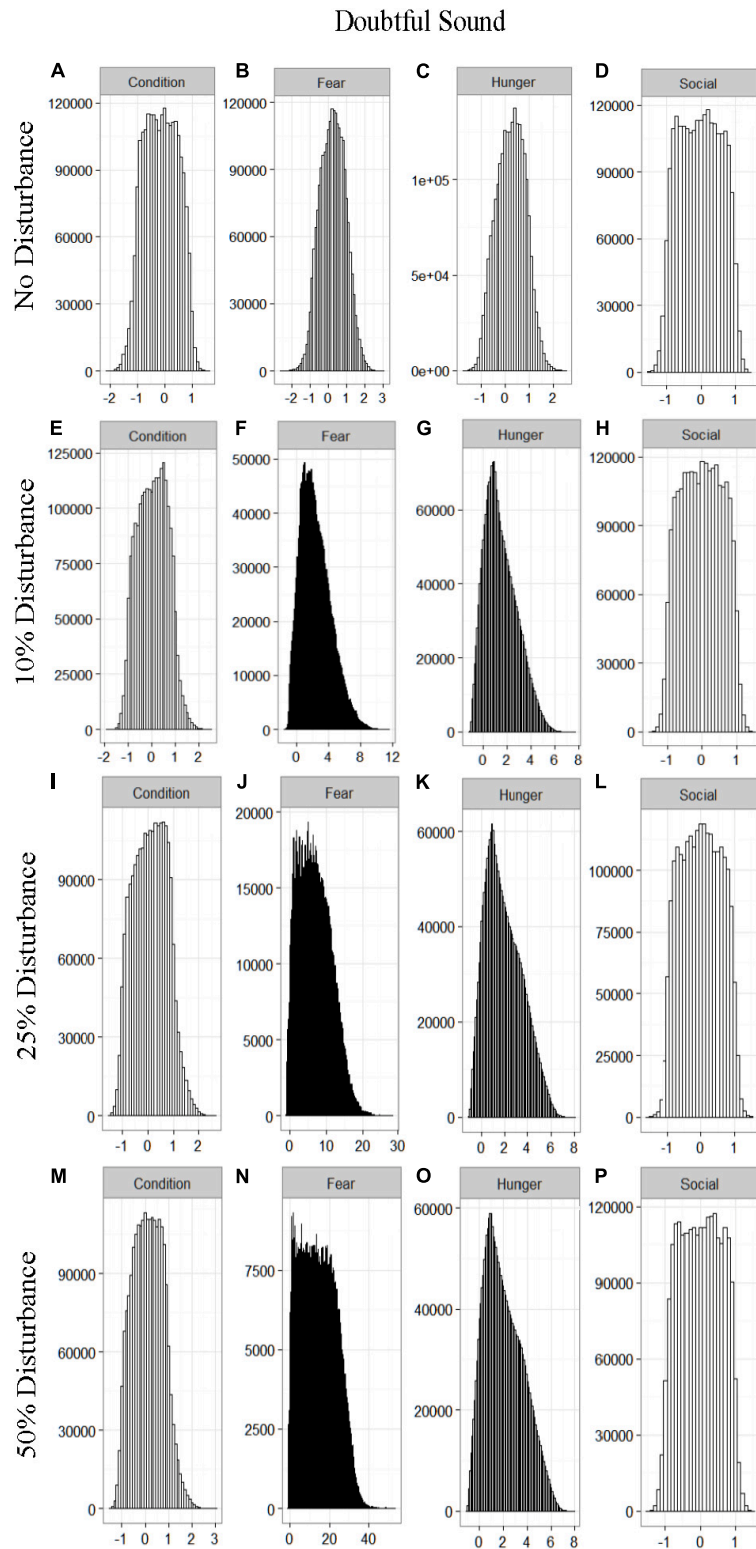 Doubtful Sound
No Disturbance
A B C D
Condition Fear Hunger Social
120000 120000 120000
90000 90000 1e+05 90000
60000 60000 60000
5e+04
30000 30000 30000
0 0 0e+00 0
-2 -1 0 1 -2 -1 0 1 2 3 -1 0 1 2 -1 0 1
10% Disturbance
E F G H
Condition Fear Hunger Social
125000 50000 120000
100000 40000 60000 90000
75000 30000 40000 60000
50000 20000
25000 10000 20000 30000
0 0 0 0
-2 -1 0 1 2 0 4 8 12 0 2 4 6 8 -1 0 1
25% Disturbance
I J K L
Condition Fear Hunger Social
20000 60000
90000 15000 100000
60000 10000 40000 75000
50000
30000 5000 20000 25000
0 0 0 0
-1 0 1 2 0 10 20 30 0 2 4 6 8 -1 0 1
50% Disturbance
M N O P
Condition Fear Hunger Social
60000 120000
90000 7500 90000
40000
60000 5000 60000
30000 2500 20000 30000
0 0 0 0
-1 0 1 2 3 0 20 40 0 2 4 6 8 -1 0 1